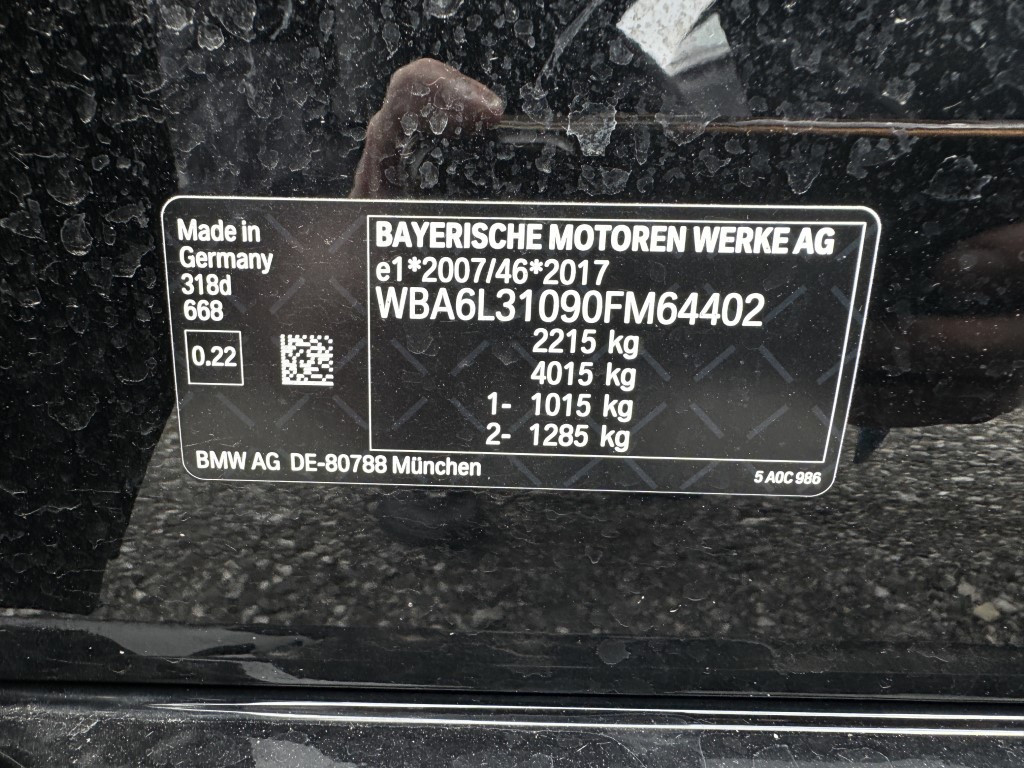 Made in
Germany
318d
668
0.22
BAYERISCHE MOTOREN WERKE AG
e1*2007/46*2017
WBA6L31090FM64402
2215 kg
4015 kg
1- 1015 kg
2- 1285 kg
BMW AG DE-80788 München
5 A0C 986